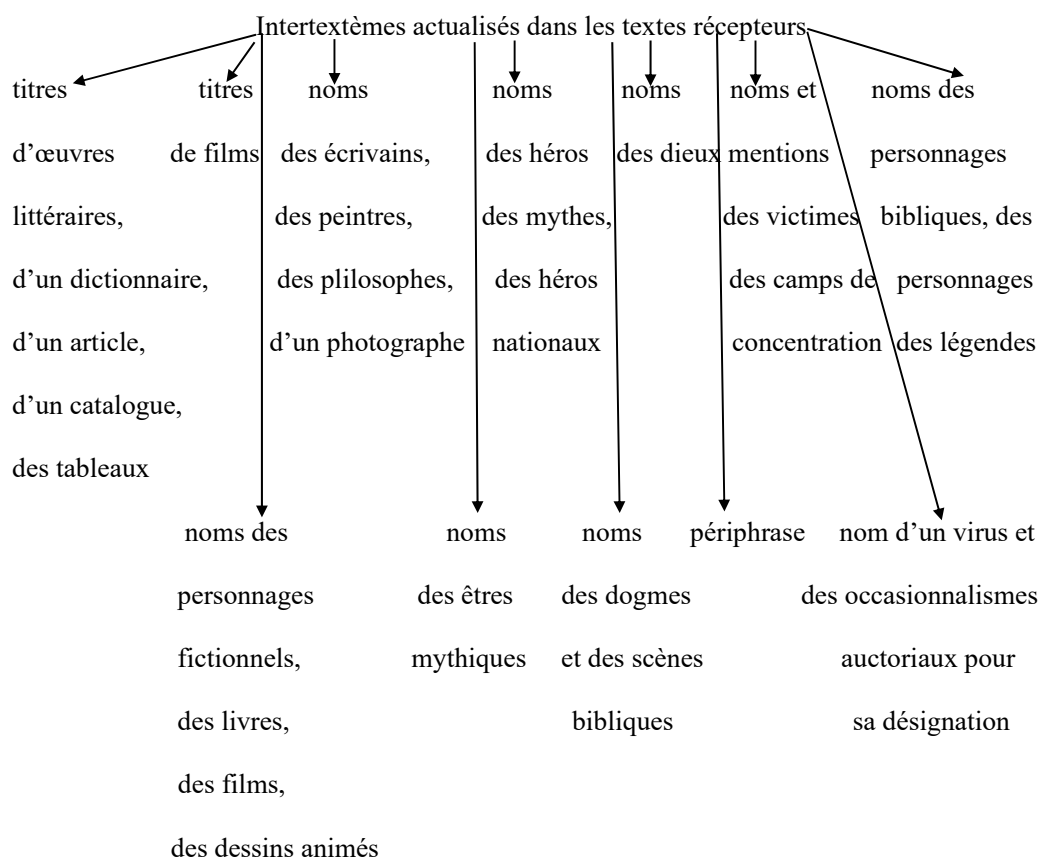 Intertextèmes actualisés dans les textes récepteurs
titres titres noms noms noms noms et noms des
d’œuvres de films des écrivains, des héros des dieux mentions personnages
littéraires, des peintres, des mythes, des victimes bibliques, des
d’un dictionnaire, des plilosophes, des héros des camps de personnages
d’un article, d’un photographe nationaux concentration des légendes
d’un catalogue,
des tableaux
noms des noms noms périphrase nom d’un virus et
personnages des êtres des dogmes des occasionnalismes
fictionnels, mythiques et des scènes auctoriaux pour
des livres, bibliques sa désignation
des films,
des dessins animés